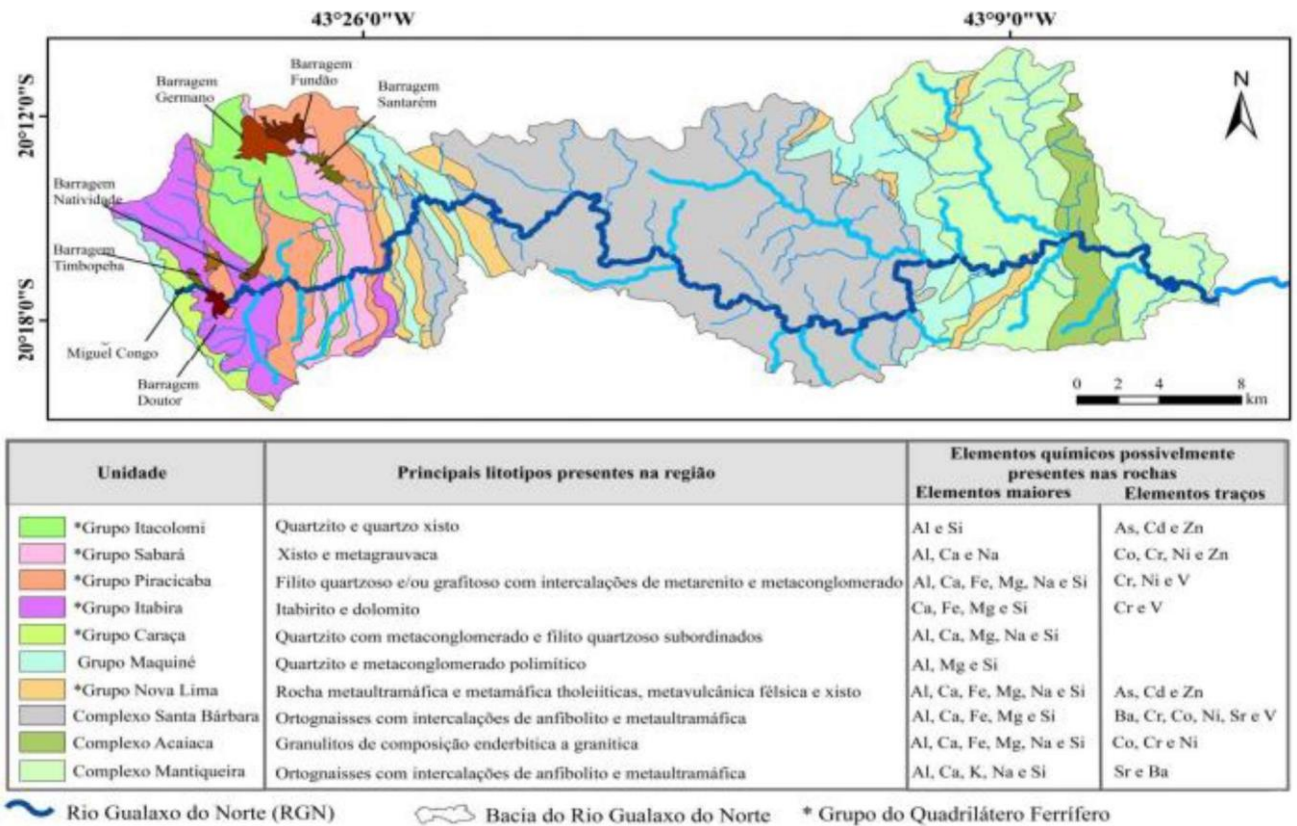 43°26'0"W
43°9'0"W
20°12'0"S
20°18'0"S
Barragem
Germano
Barragem
Fundão
Barragem
Santarém
Barragem
Natividade
Barragem
Timbopeba
Miguel Congo
Barragem
Doutor
N
0 2 4 8
km
Unidade
Principais litotipos presentes na região
Elementos químicos possivelmente
presentes nas rochas
Elementos maiores Elementos traços
*Grupo Itacolomi Quartzito e quartzo xisto Al e Si As, Cd e Zn
*Grupo Sabará Xisto e metagrauvaca Al, Ca e Na Co, Cr, Ni e Zn
*Grupo Piracicaba Filito quartzoso e/ou grafitoso com intercalações de metarenito e metaconglomerado Al, Ca, Fe, Mg, Na e Si Cr, Ni e V
*Grupo Itabira Itabirito e dolomito Ca, Fe, Mg e Si Cr e V
*Grupo Caraça Quartzito com metaconglomerado e filito quartzoso subordinados Al, Ca, Mg, Na e Si
Grupo Maquiné Quartzito e metaconglomerado polimítico Al, Mg e Si
*Grupo Nova Lima Rocha metaultramáfica e metamáfica tholeiíticas, metavulcânica félsica e xisto Al, Ca, Fe, Mg, Na e Si As, Cd e Zn
Complexo Santa Bárbara Ortognaisses com intercalações de anfibolito e metaultramáfica Al, Ca, Fe, Mg e Si Ba, Cr, Co, Ni, Sr e V
Complexo Acaiaca Granulitos de composição enderbítica a granítica Al, Ca, Fe, Mg, Na e Si Co, Cr e Ni
Complexo Mantiqueira Ortognaisses com intercalações de anfibolito e metaultramáfica Al, Ca, K, Na e Si Sr e Ba
Rio Gualaxo do Norte (RGN) Bacia do Rio Gualaxo do Norte * Grupo do Quadrilátero Ferrífero